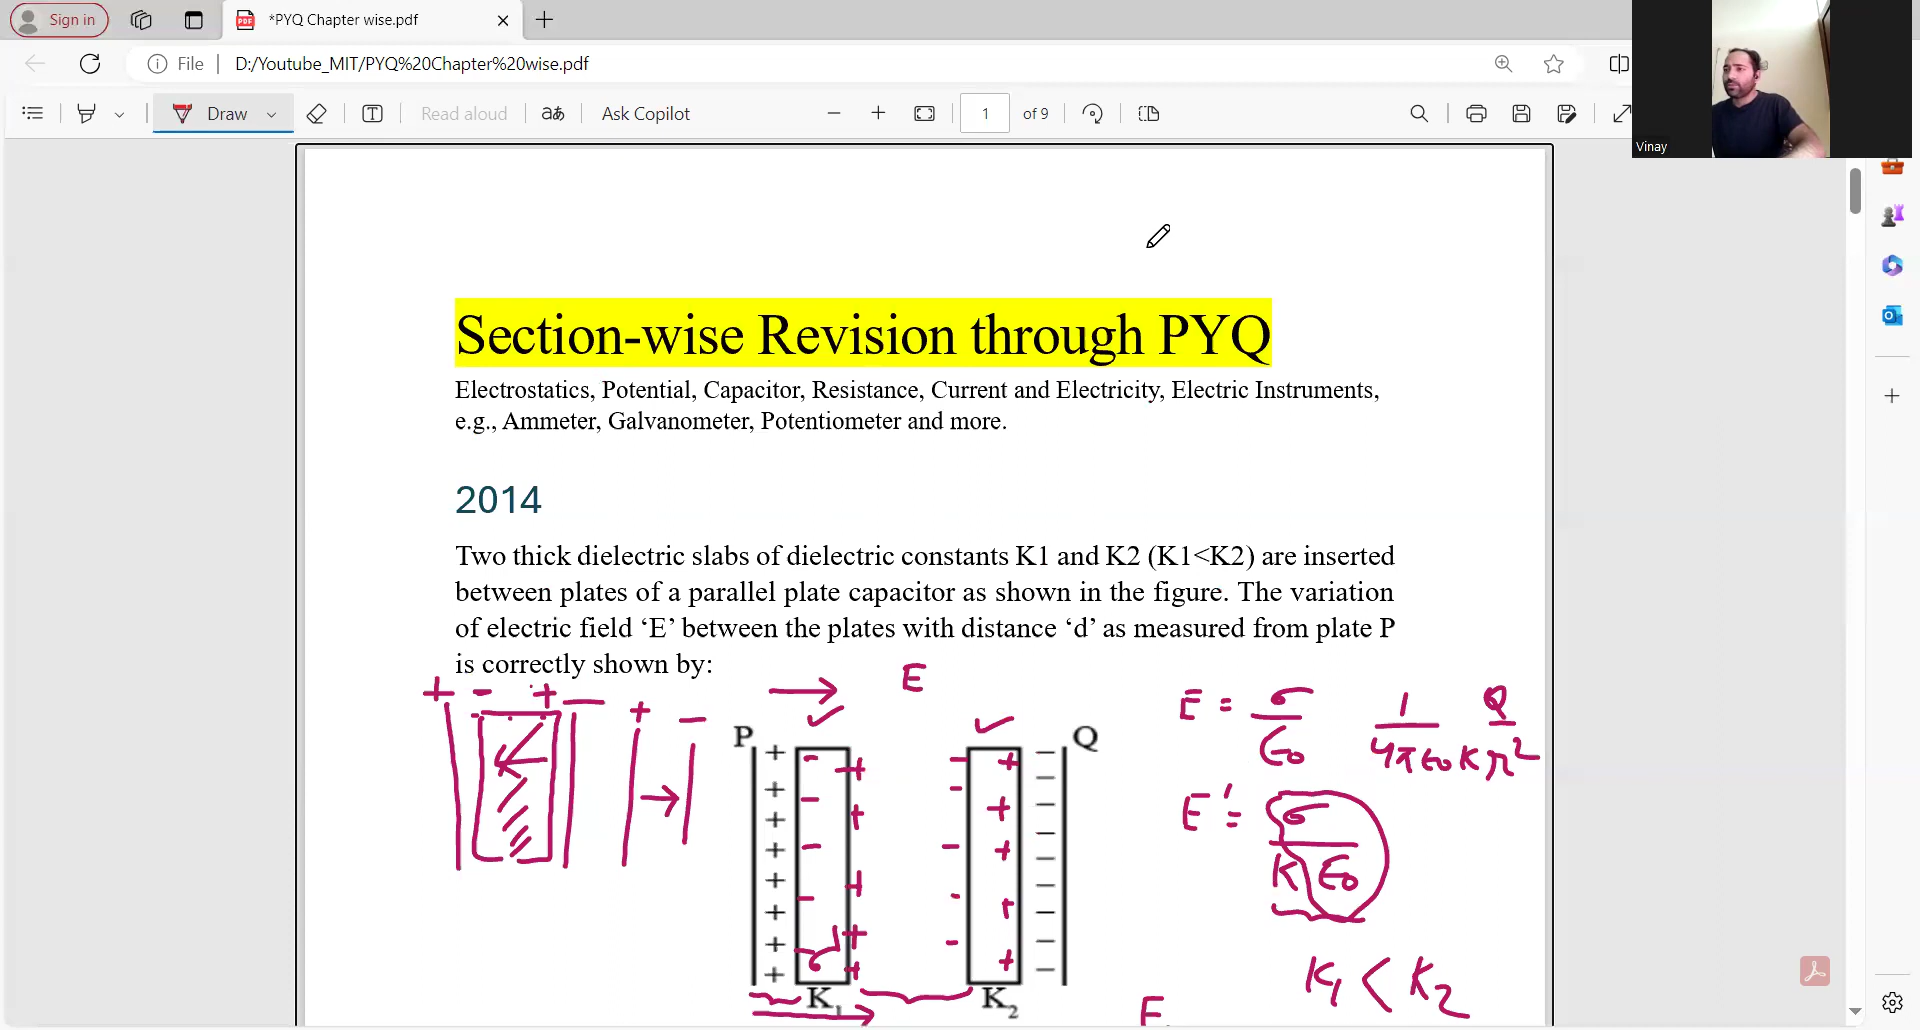 Sign in
*PYQ Chapter wise.pdf
File
D:/Youtube_MIT/PYQ%20Chapter%20wise.pdf
Draw
Read aloud
aあ
Ask Copilot
1
of 9
Vinay
Section-wise Revision through PYQ
Electrostatics, Potential, Capacitor, Resistance, Current and Electricity, Electric Instruments,
e.g., Ammeter, Galvanometer, Potentiometer and more.
2014
Two thick dielectric slabs of dielectric constants K1 and K2 (K1<K2) are inserted
between plates of a parallel plate capacitor as shown in the figure. The variation
of electric field ‘E’ between the plates with distance ‘d’ as measured from plate P
is correctly shown by:
E
E = σ/ε₀
1/4πε₀K Q/r²
P
Q
E' = σ/Kε₀
K₁ < K₂
K₁
K₂
E